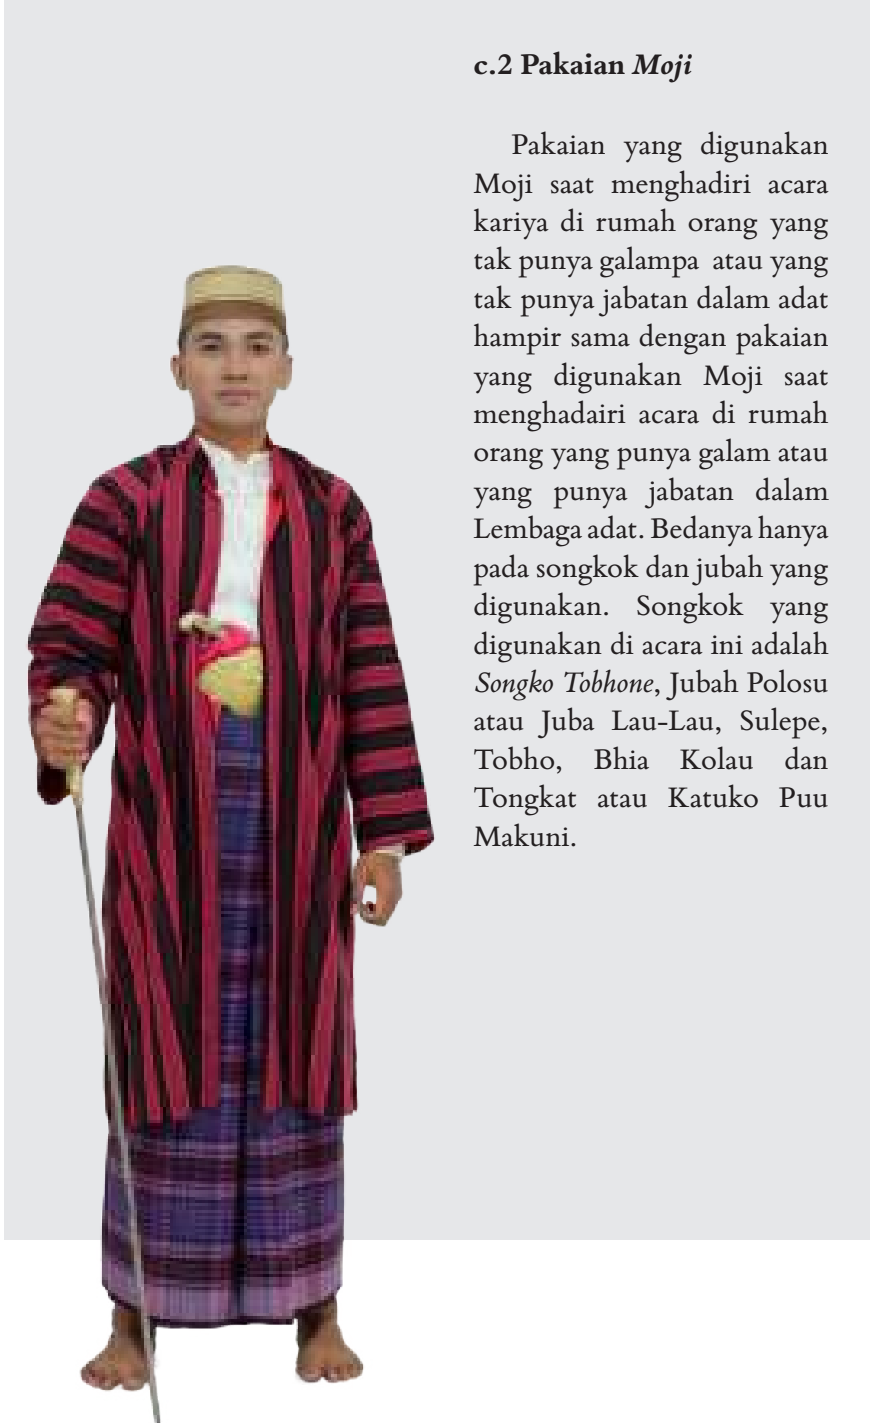 c.2 Pakaian Moji
Pakaian yang digunakan
Moji saat menghadiri acara
kariya di rumah orang yang
tak punya galampa atau yang
tak punya jabatan dalam adat
hampir sama dengan pakaian
yang digunakan Moji saat
menghadairi acara di rumah
orang yang punya galam atau
yang punya jabatan dalam
Lembaga adat. Bedanya hanya
pada songkok dan jubah yang
digunakan. Songkok yang
digunakan di acara ini adalah
Songko Tobhone, Jubah Polosu
atau Juba Lau-Lau, Sulepe,
Tobho, Bhia Kolau dan
Tongkat atau Katuko Puu
Makuni.